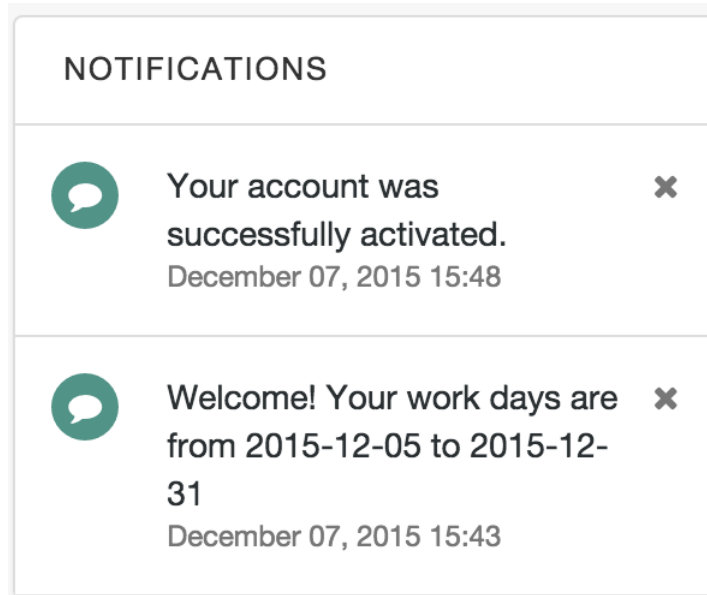 NOTIFICATIONS
Your account was
successfully activated.
December 07, 2015 15:48
Welcome! Your work days are
from 2015-12-05 to 2015-12-
31
December 07, 2015 15:43